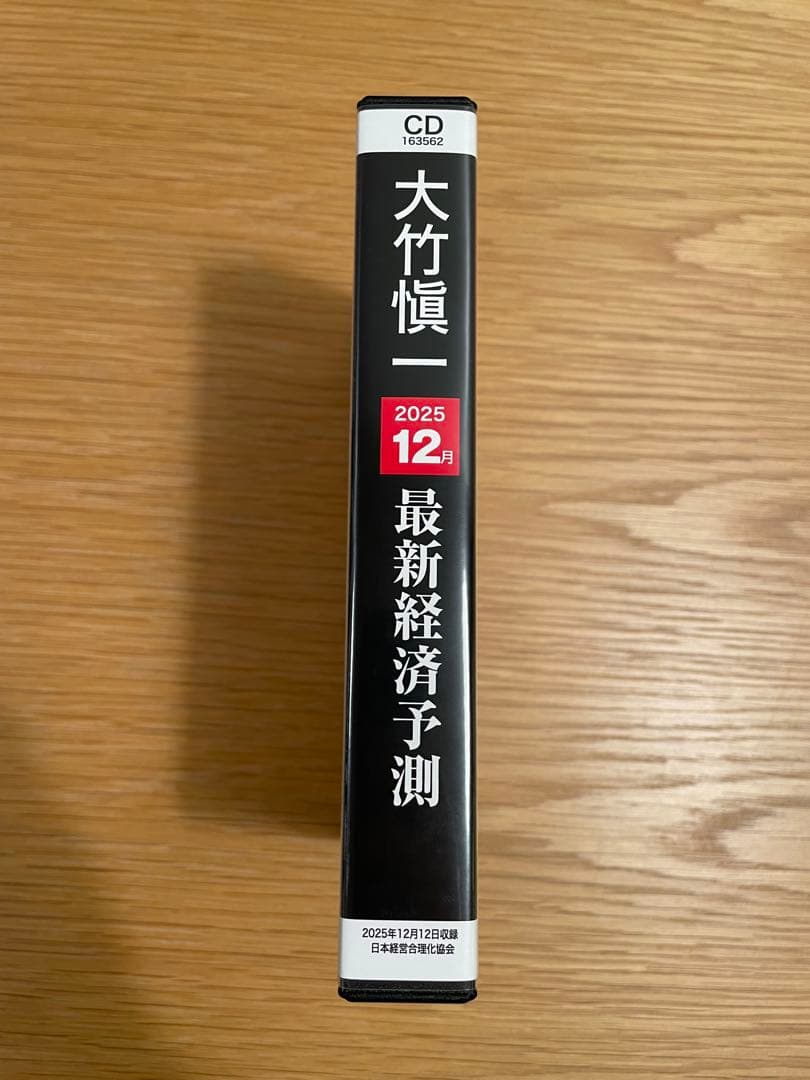 CD
163562
大竹愼一
2025
12月
最新経済予測
2025年12月12日収録
日本経営合理化協会